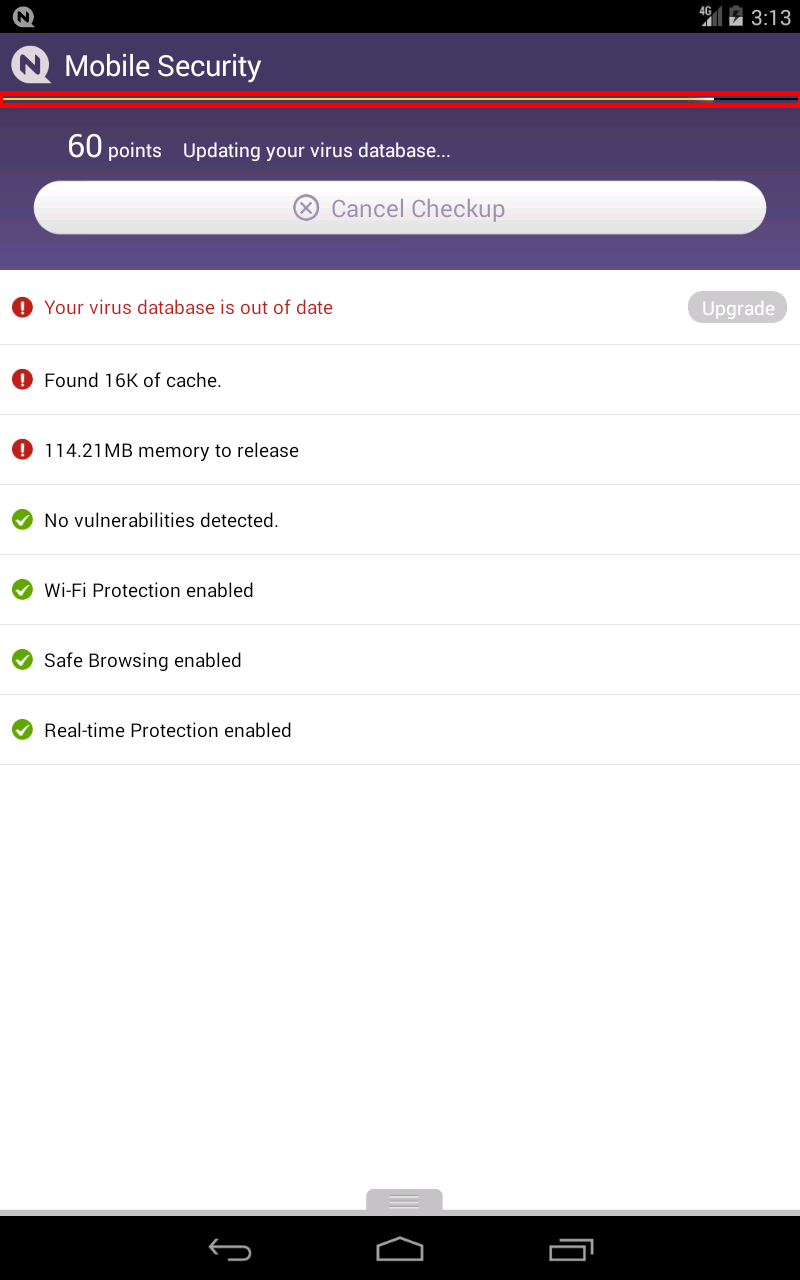 4G 3:13
N Mobile Security
60 points Updating your virus database...
Cancel Checkup
Your virus database is out of date Upgrade
Found 16K of cache.
114.21MB memory to release
No vulnerabilities detected.
Wi-Fi Protection enabled
Safe Browsing enabled
Real-time Protection enabled